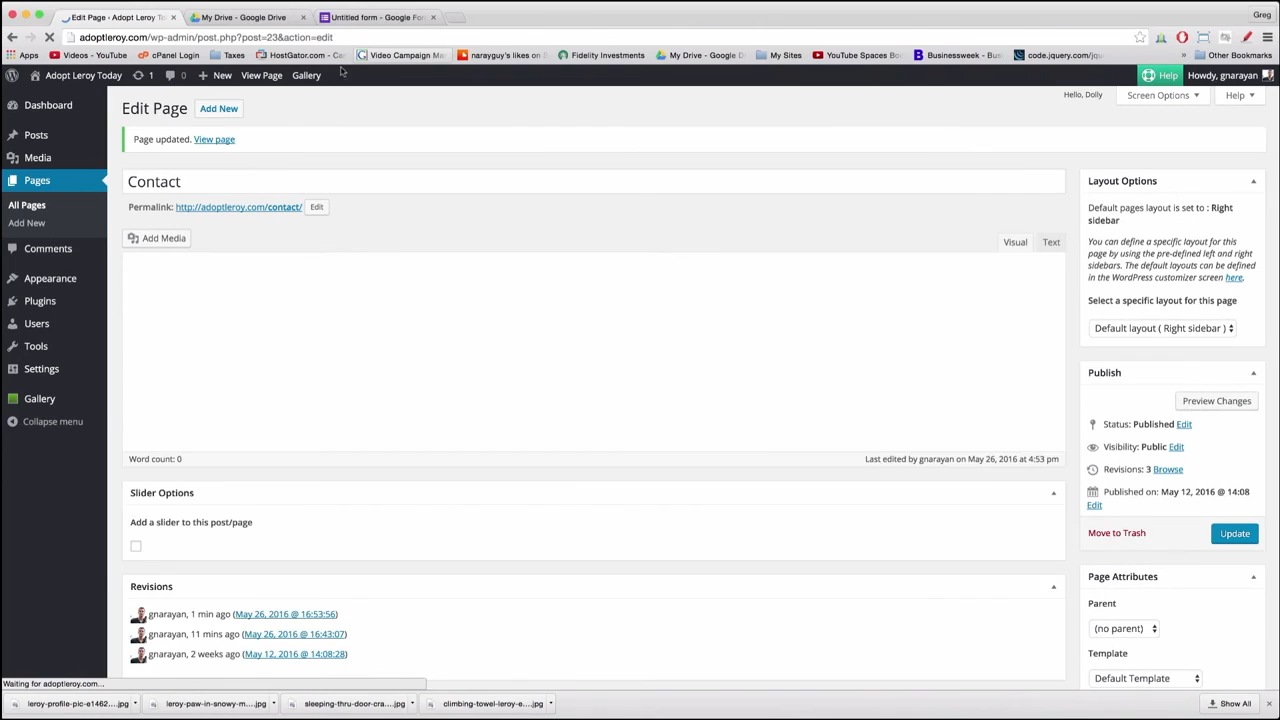 Edit Page ‹ Adopt Leroy To
My Drive - Google Drive
Untitled form - Google For
Greg
adoptleroy.com/wp-admin/post.php?post=23&action=edit
Apps
Videos - YouTube
cPanel Login
Taxes
HostGator.com - Ca
Video Campaign Ma
narayguy's likes on
Fidelity Investments
My Drive - Google D
My Sites
YouTube Spaces
Businessweek - Busi
code.jquery.com/jq
Other Bookmarks
Adopt Leroy Today
1
0
New
View Page
Gallery
Help
Howdy, gnarayan
Dashboard
Posts
Media
Pages
All Pages
Add New
Comments
Appearance
Plugins
Users
Tools
Settings
Gallery
Collapse menu
Hello, Dolly
Screen Options
Help
Edit Page
Add New
Page updated. View page
Contact
Permalink: http://adoptleroy.com/contact/ Edit
Add Media
Visual
Text
Word count: 0
Last edited by gnarayan on May 26, 2016 at 4:53 pm
Slider Options
Add a slider to this post/page
Revisions
gnarayan, 1 min ago (May 26, 2016 @ 16:53:56)
gnarayan, 11 mins ago (May 26, 2016 @ 16:43:07)
gnarayan, 2 weeks ago (May 12, 2016 @ 14:08:28)
Layout Options
Default pages layout is set to : Right
sidebar
You can define a specific layout for this
page by using the pre-defined left and right
sidebars. The default layouts can be defined
in the WordPress customizer screen here.
Select a specific layout for this page
Default layout ( Right sidebar )
Publish
Preview Changes
Status: Published Edit
Visibility: Public Edit
Revisions: 3 Browse
Published on: May 12, 2016 @ 14:08
Edit
Move to Trash
Update
Page Attributes
Parent
(no parent)
Template
Default Template
Waiting for adoptleroy.com...
leroy-profile-pic-e1462....jpg
leroy-paw-in-snowy-m....jpg
sleeping-thru-door-cra....jpg
climbing-towel-leroy-e....jpg
Show All